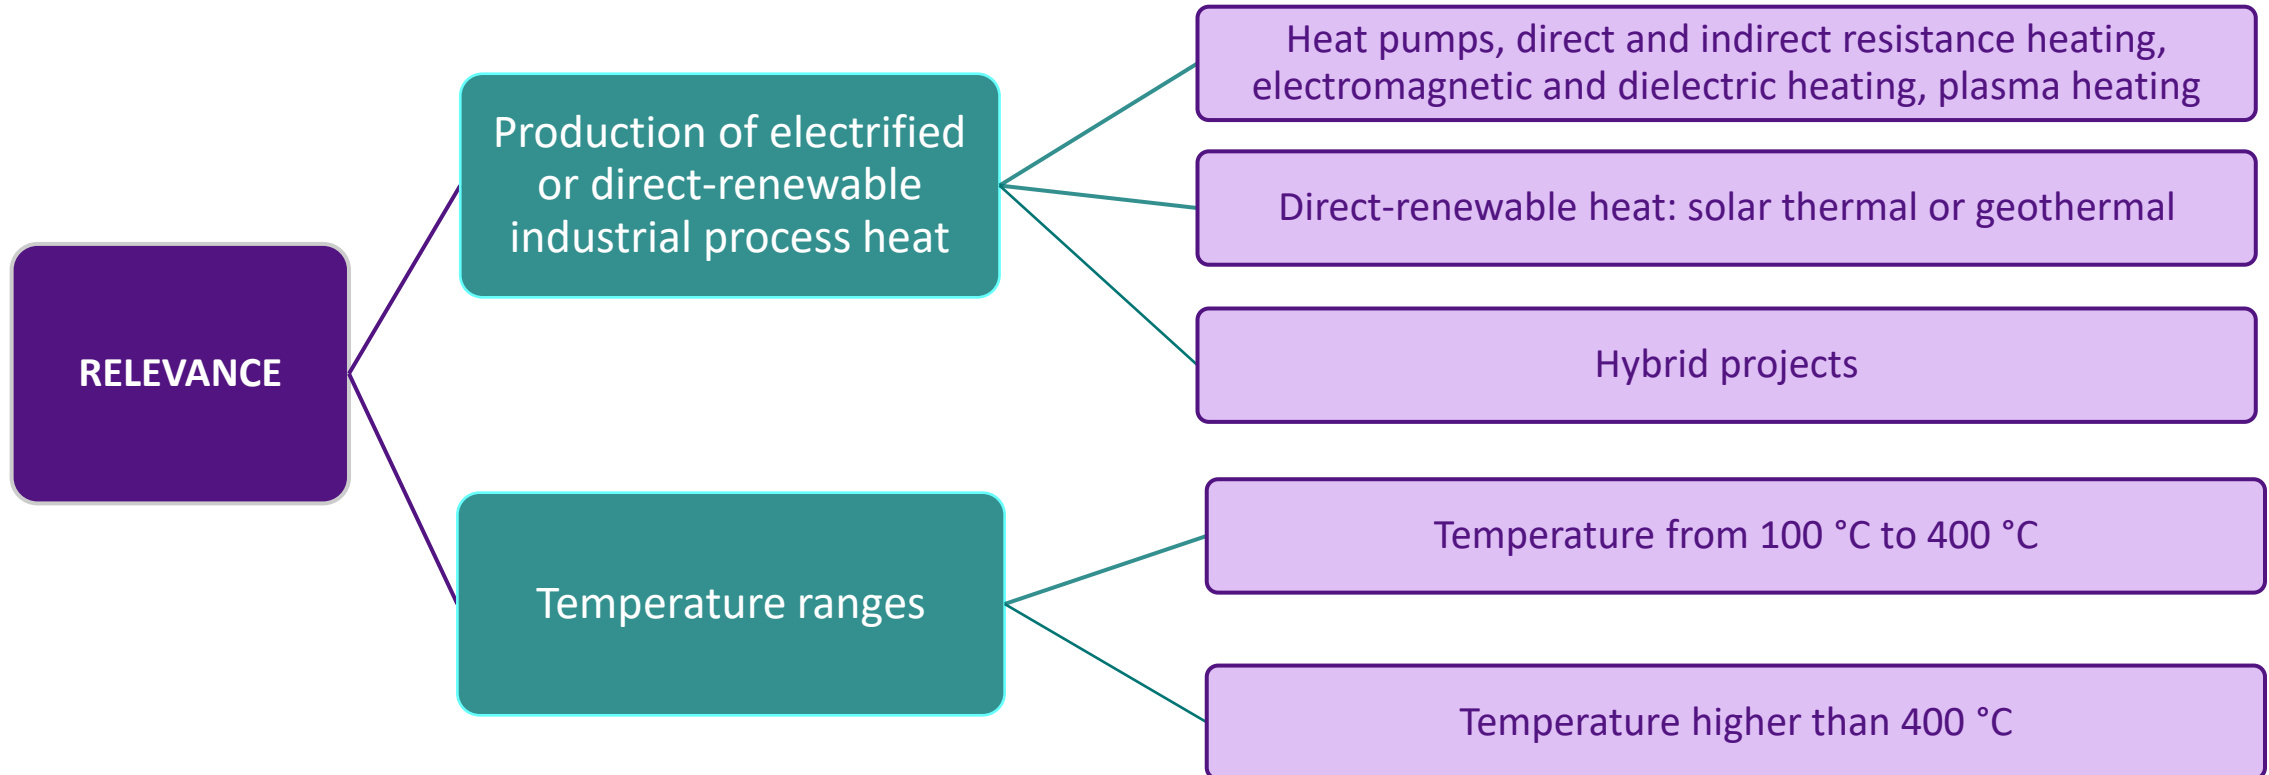 RELEVANCE
Production of electrified
or direct-renewable
industrial process heat
Heat pumps, direct and indirect resistance heating,
electromagnetic and dielectric heating, plasma heating
Direct-renewable heat: solar thermal or geothermal
Hybrid projects
Temperature ranges
Temperature from 100 °C to 400 °C
Temperature higher than 400 °C